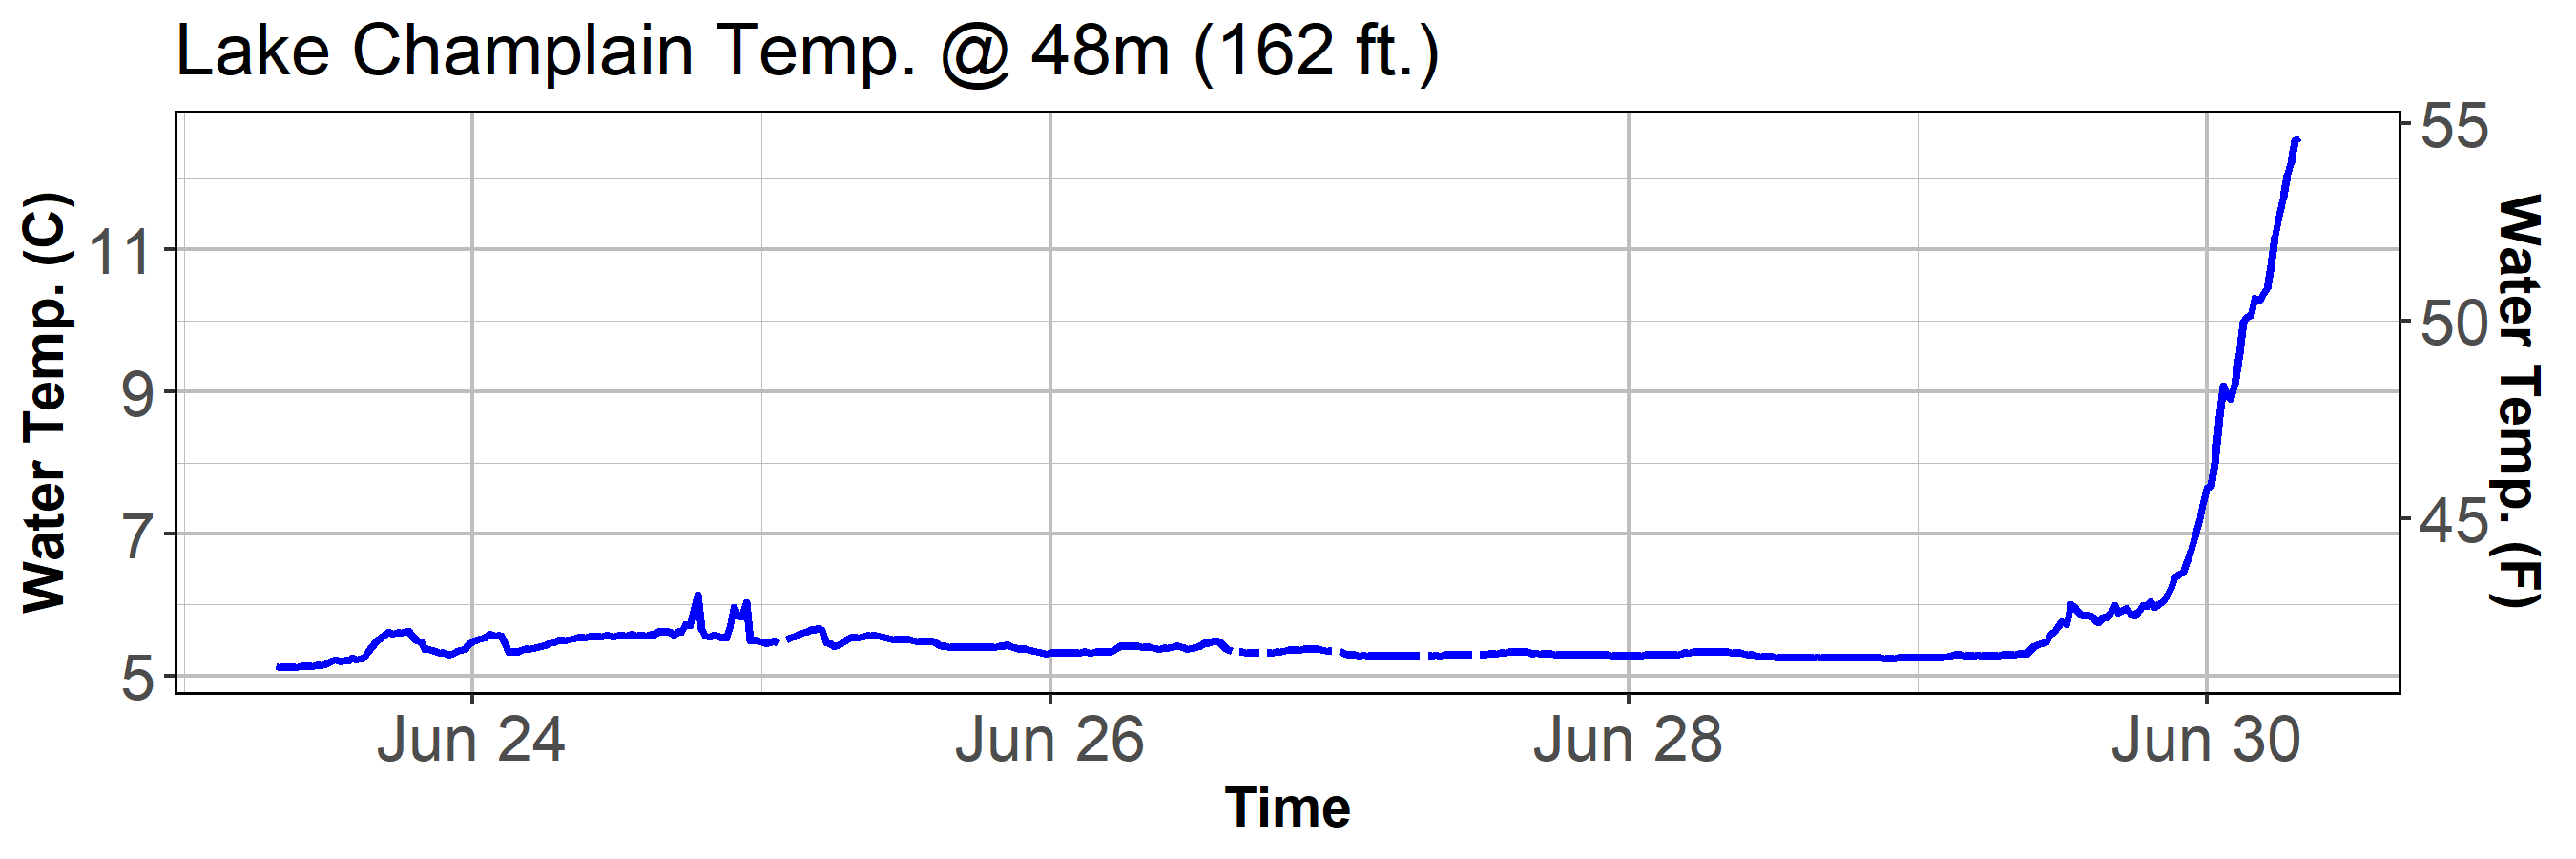 Lake Champlain Temp. @ 48m (162 ft.)
Water Temp. (C)
11
9
7
5
55
50
45
Water Temp. (F)
Jun 24 Jun 26 Jun 28 Jun 30
Time